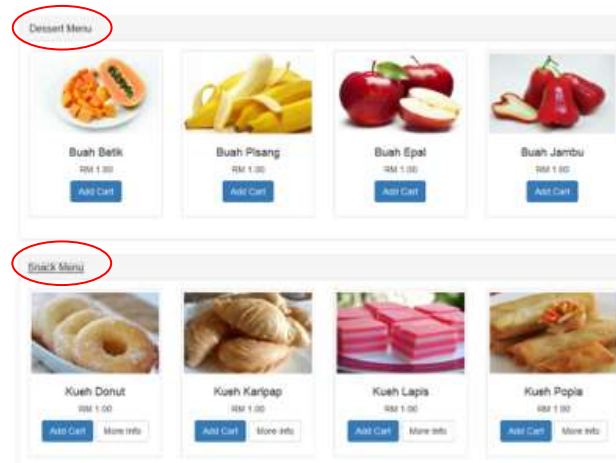 Dessert Menu
Buah Betik Buah Pisang Buah Epal Buah Jambu
RM 1.00 RM 1.00 RM 1.00 RM 1.00
Add Cart Add Cart Add Cart Add Cart
Snack Menu
Kueh Donut Kueh Karipap Kueh Lapis Kueh Popia
RM 1.00 RM 1.00 RM 1.00 RM 1.00
Add Cart More Info Add Cart More Info Add Cart More Info Add Cart More Info